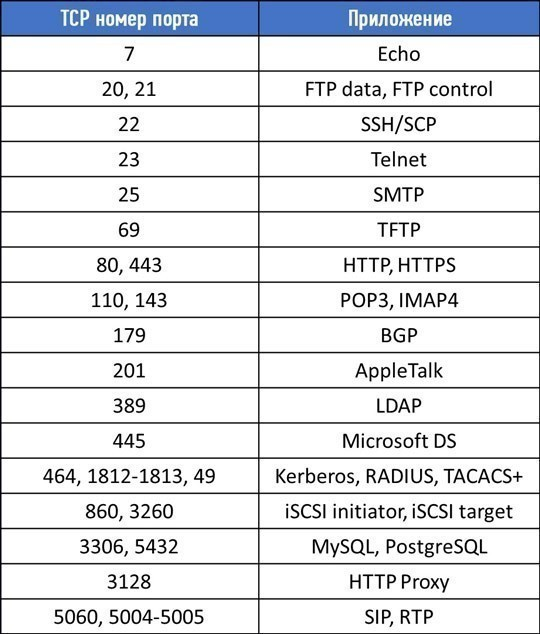 TCP номер порта Приложение
7 Echo
20, 21 FTP data, FTP control
22 SSH/SCP
23 Telnet
25 SMTP
69 TFTP
80, 443 HTTP, HTTPS
110, 143 POP3, IMAP4
179 BGP
201 AppleTalk
389 LDAP
445 Microsoft DS
464, 1812-1813, 49 Kerberos, RADIUS, TACACS+
860, 3260 iSCSI initiator, iSCSI target
3306, 5432 MySQL, PostgreSQL
3128 HTTP Proxy
5060, 5004-5005 SIP, RTP